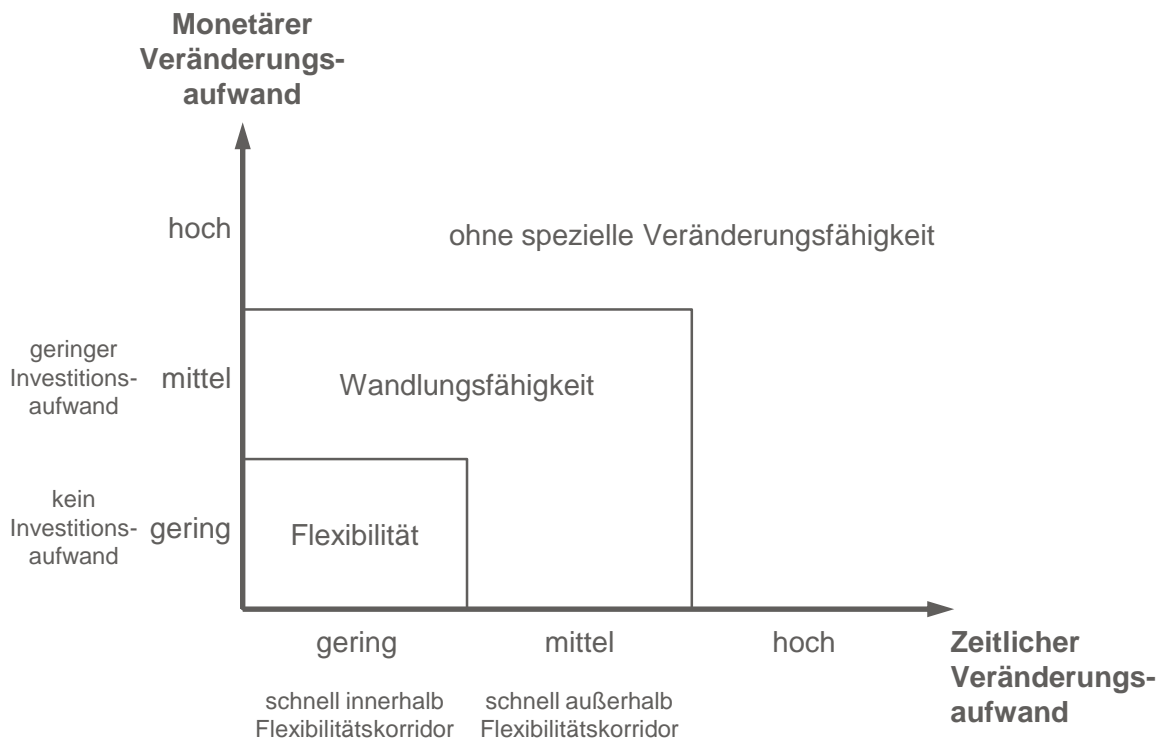 Monetärer
Veränderungs-
aufwand
hoch
ohne spezielle Veränderungsfähigkeit
geringer
Investitions-
aufwand
mittel
Wandlungsfähigkeit
kein
Investitions-
aufwand
gering
Flexibilität
gering
mittel
hoch
Zeitlicher
Veränderungs-
aufwand
schnell innerhalb
Flexibilitätskorridor
schnell außerhalb
Flexibilitätskorridor